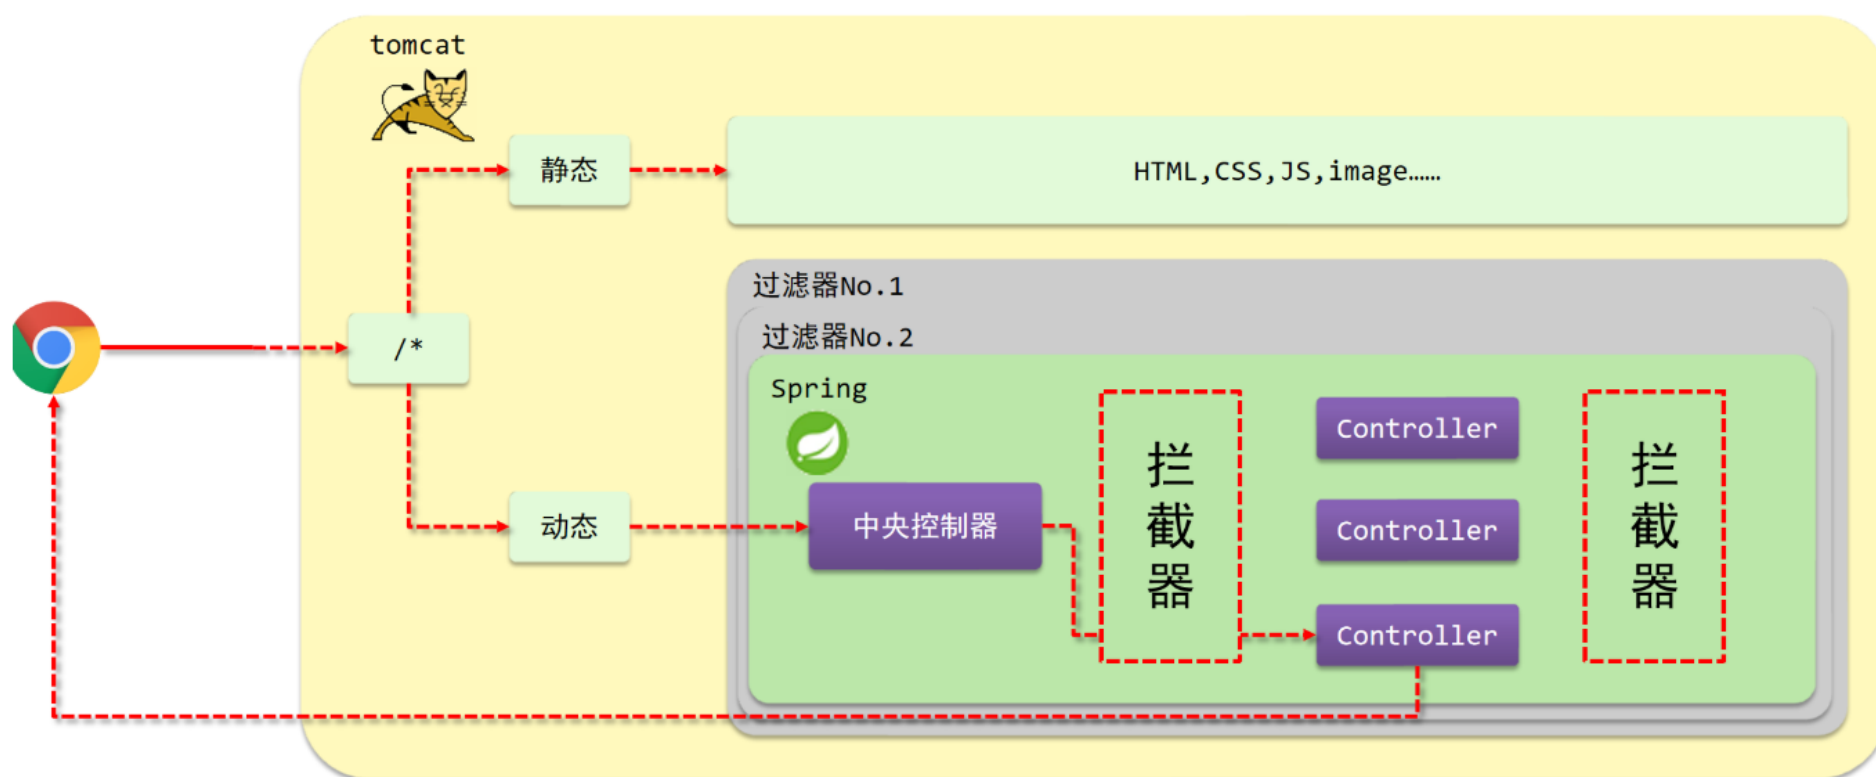 tomcat
静态
HTML,CSS,JS,image……
过滤器No.1
过滤器No.2
/*
Spring
动态
中央控制器
拦
截
器
Controller
Controller
Controller
拦
截
器